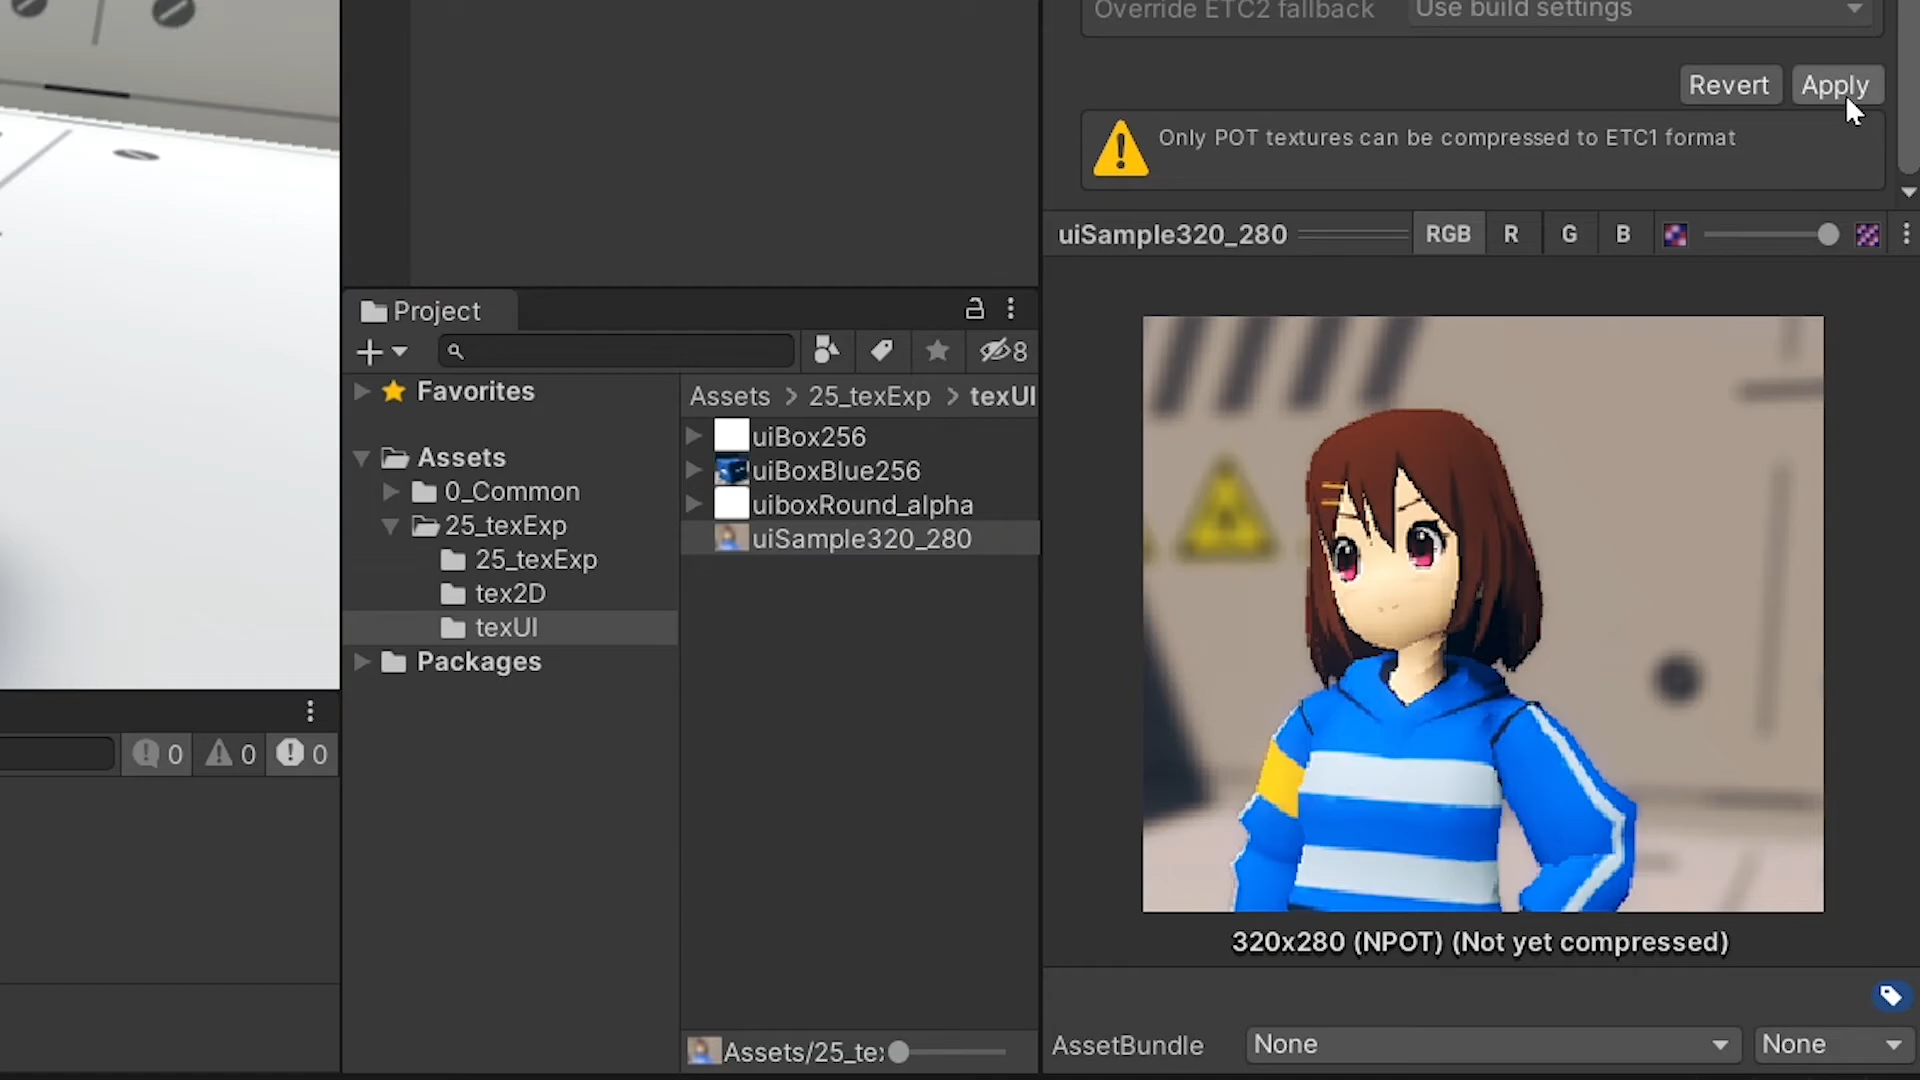 Override ETC2 fallback Use build settings
Revert Apply
Only POT textures can be compressed to ETC1 format
uiSample320_280 RGB R G B
Project
8
Favorites
Assets
0_Common
25_texExp
25_texExp
tex2D
texUI
Packages
Assets > 25_texExp > texUI
uiBox256
uiBoxBlue256
uiboxRound_alpha
uiSample320_280
0 0 0
320x280 (NPOT) (Not yet compressed)
Assets/25_te
AssetBundle None None